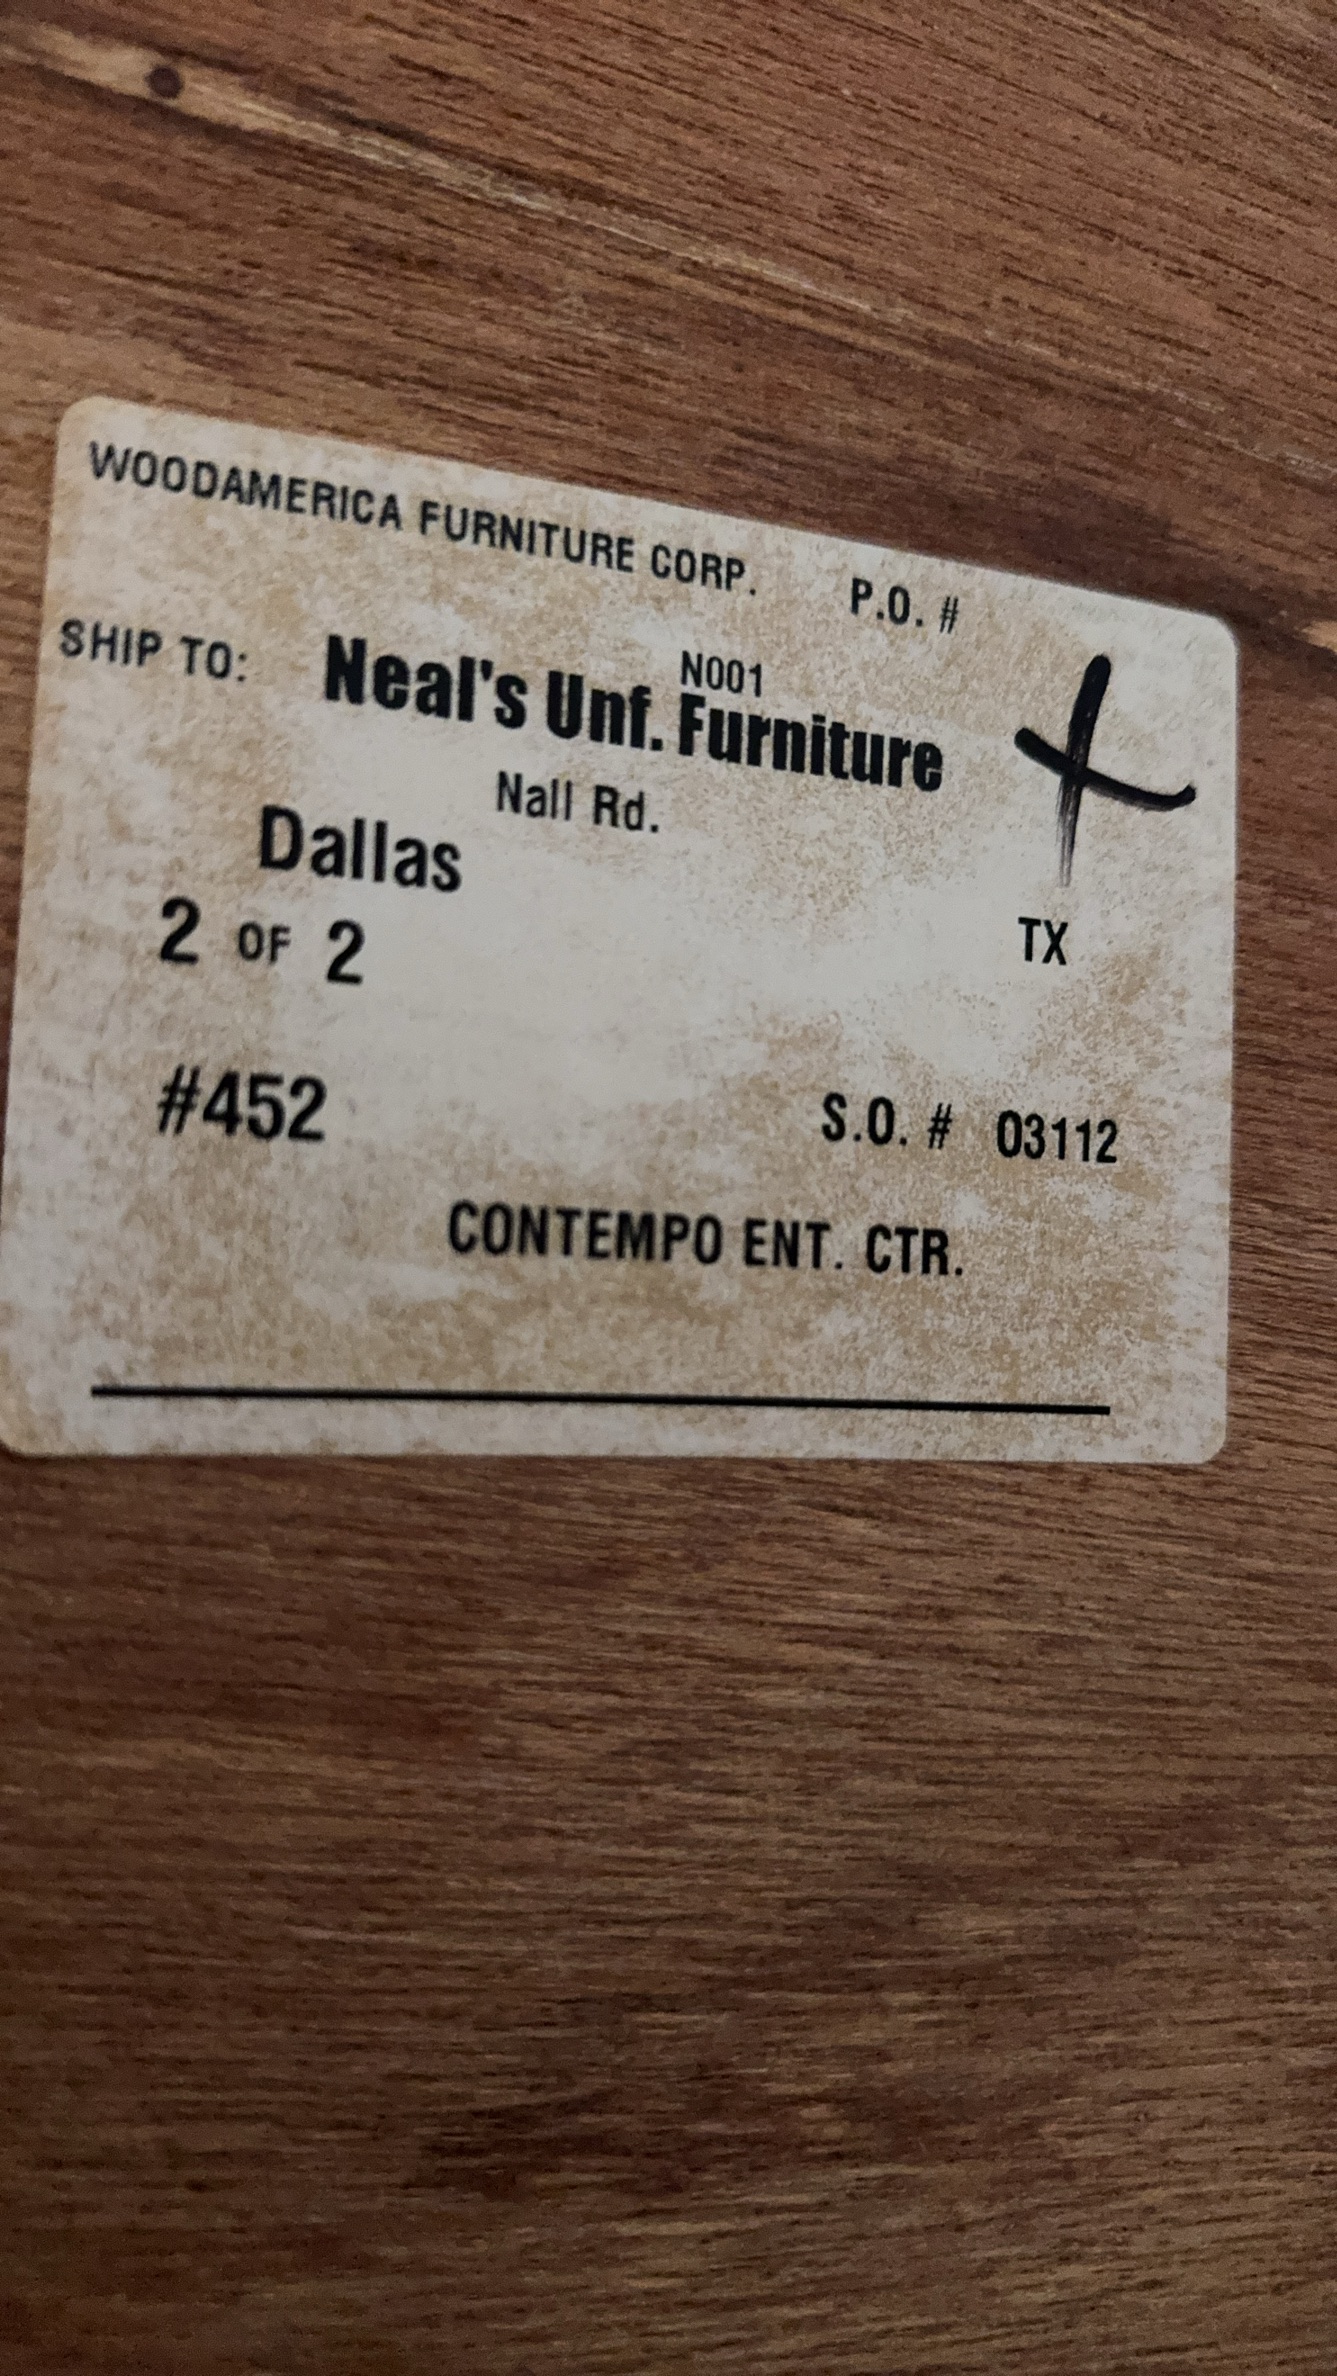 WOODAMERICA FURNITURE CORP. P.O. #
N001
SHIP TO: Neal's Unf. Furniture
Nall Rd.
Dallas TX
2 OF 2
#452 S.O. # 03112
CONTEMPO ENT. CTR.